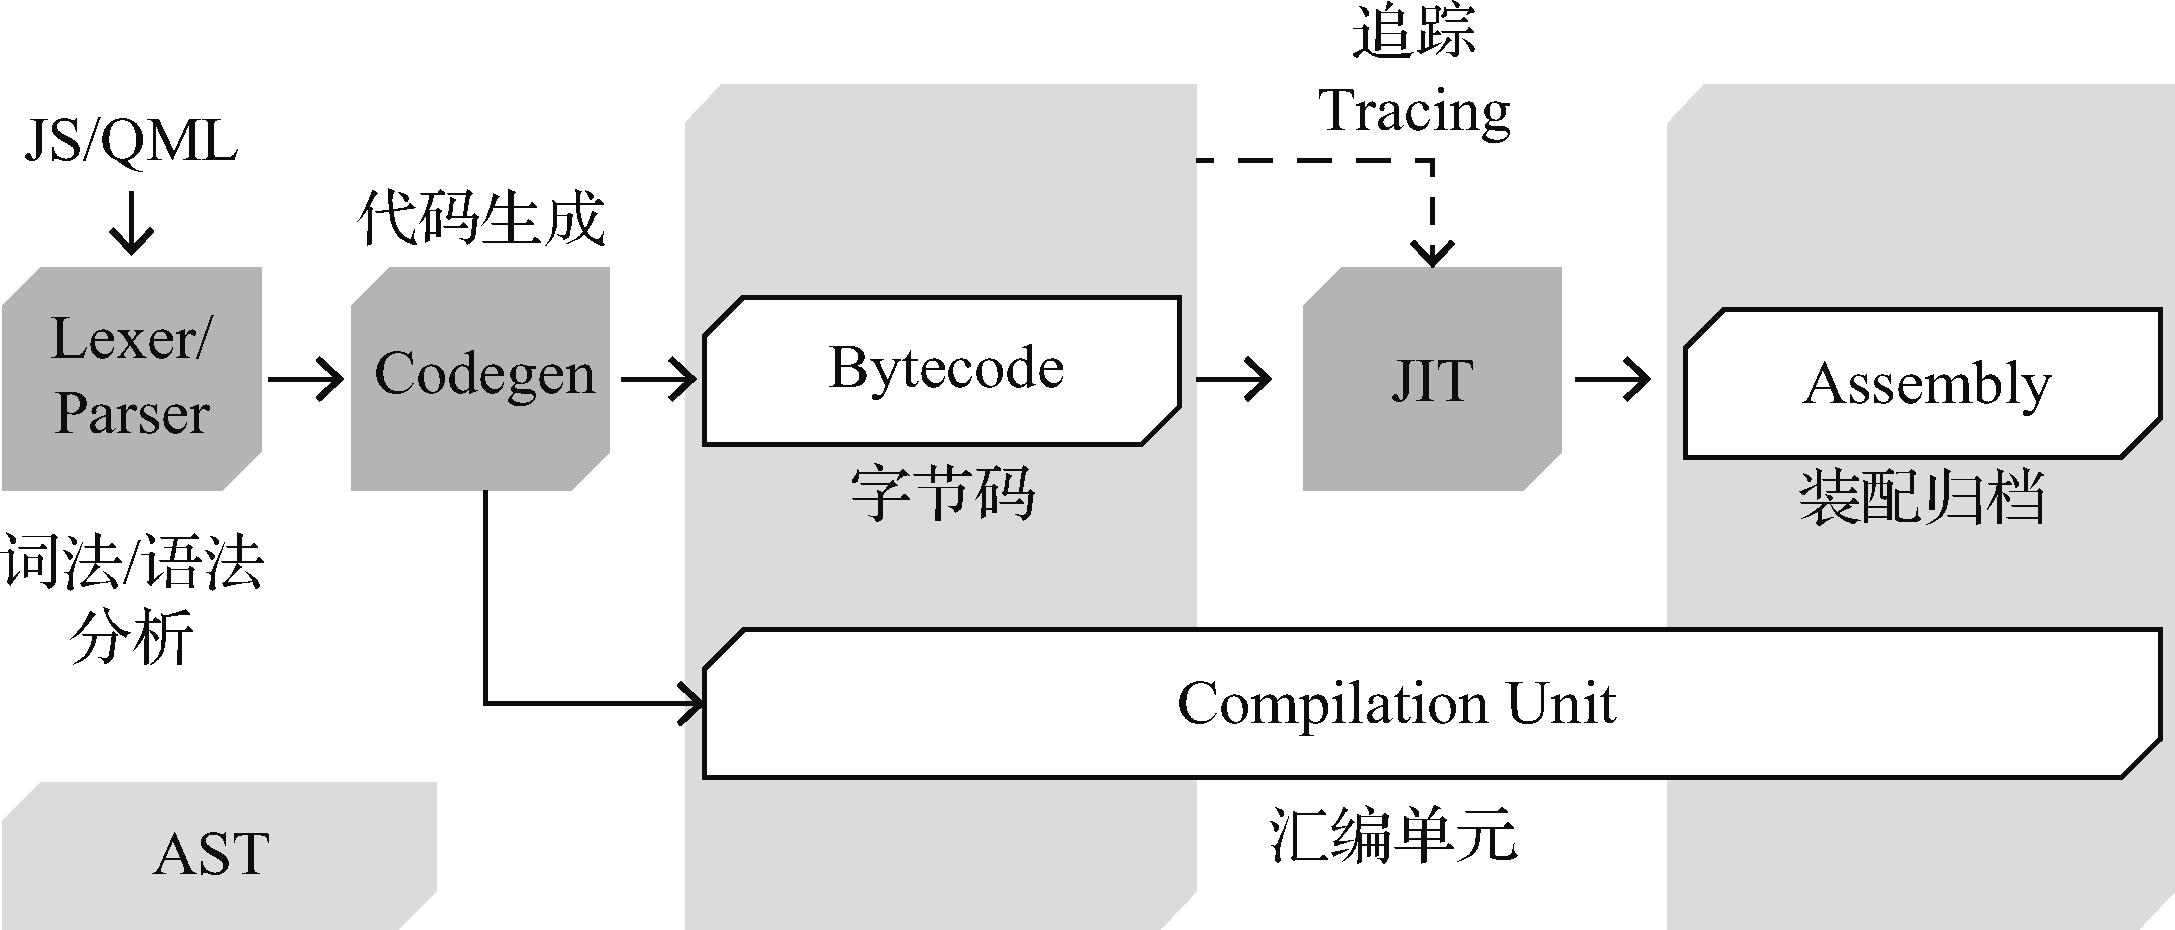 追踪
Tracing
JS/QML
代码生成
Lexer/
Parser
Codegen
Bytecode
JIT
Assembly
字节码
装配归档
词法/语法
分析
Compilation Unit
汇编单元
AST